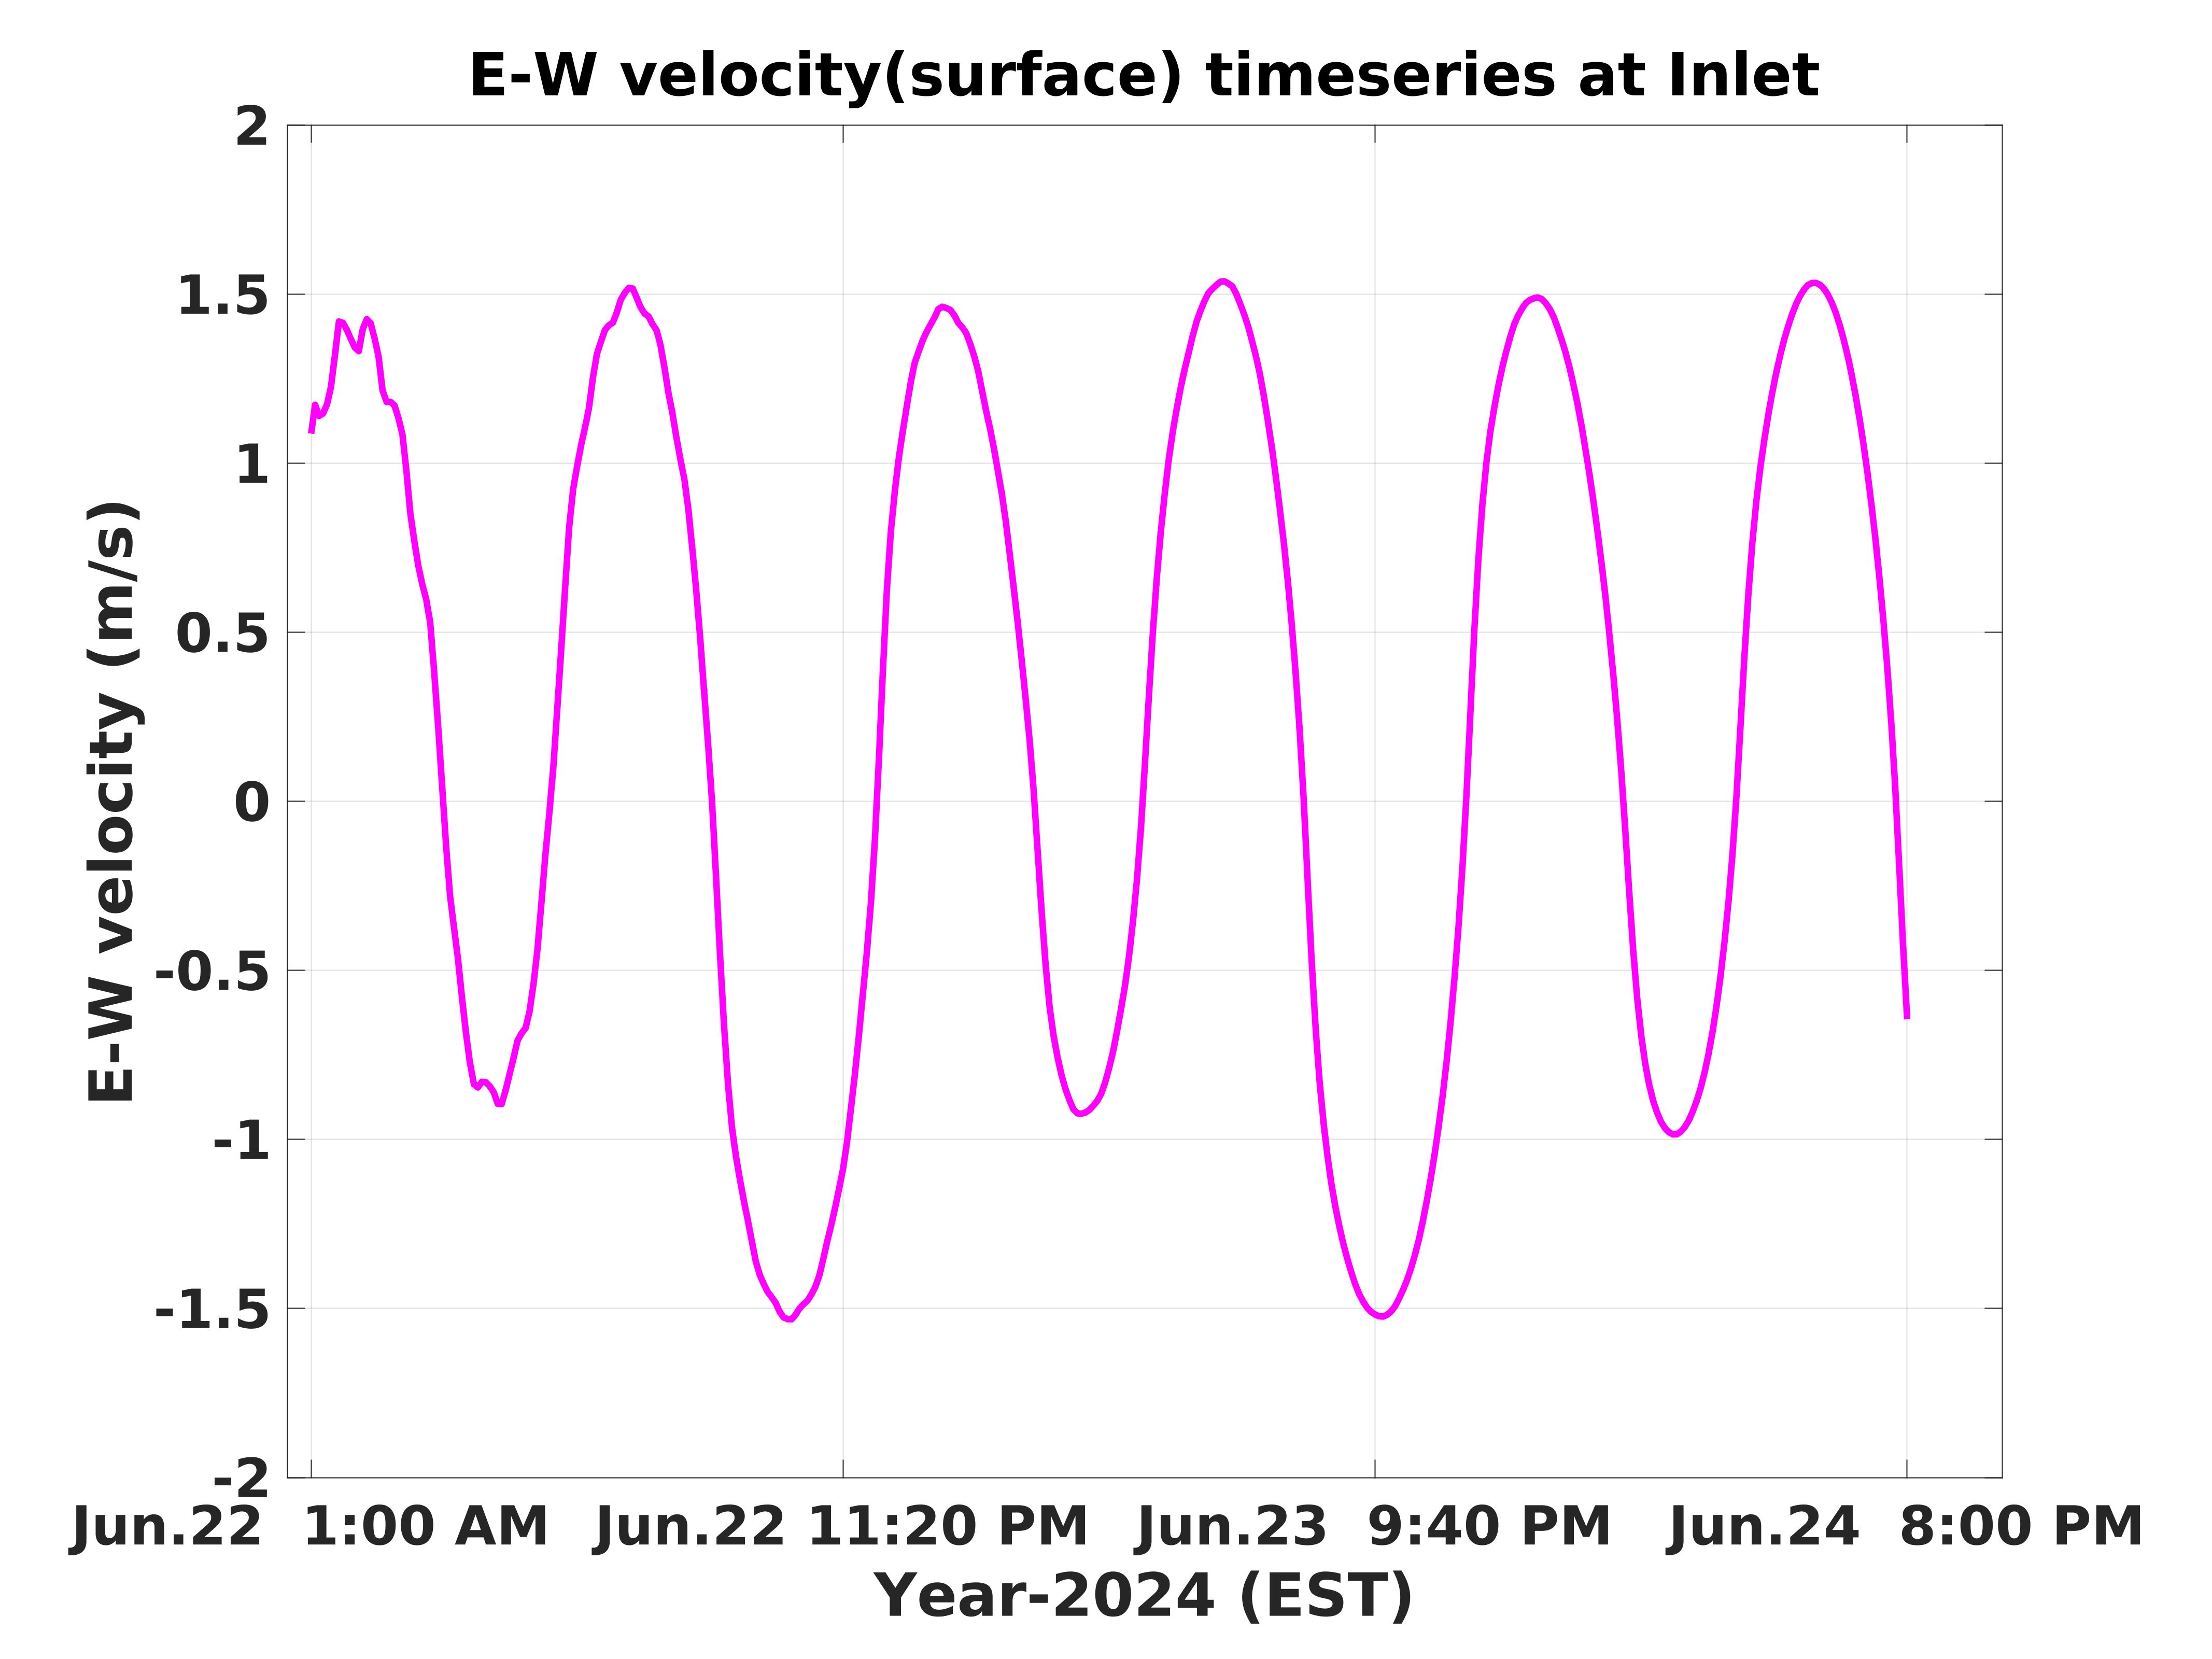 E-W velocity(surface) timeseries at Inlet
2
1.5
1
0.5
0
-0.5
-1
-1.5
-2
E-W velocity (m/s)
Jun.22 1:00 AM Jun.22 11:20 PM Jun.23 9:40 PM Jun.24 8:00 PM
Year-2024 (EST)